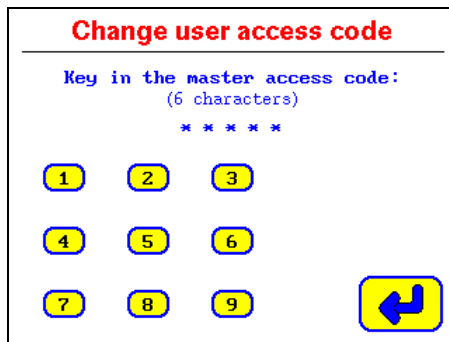 Change user access code
Key in the master access code:
(6 characters)
* * * * *
1 2 3
4 5 6
7 8 9